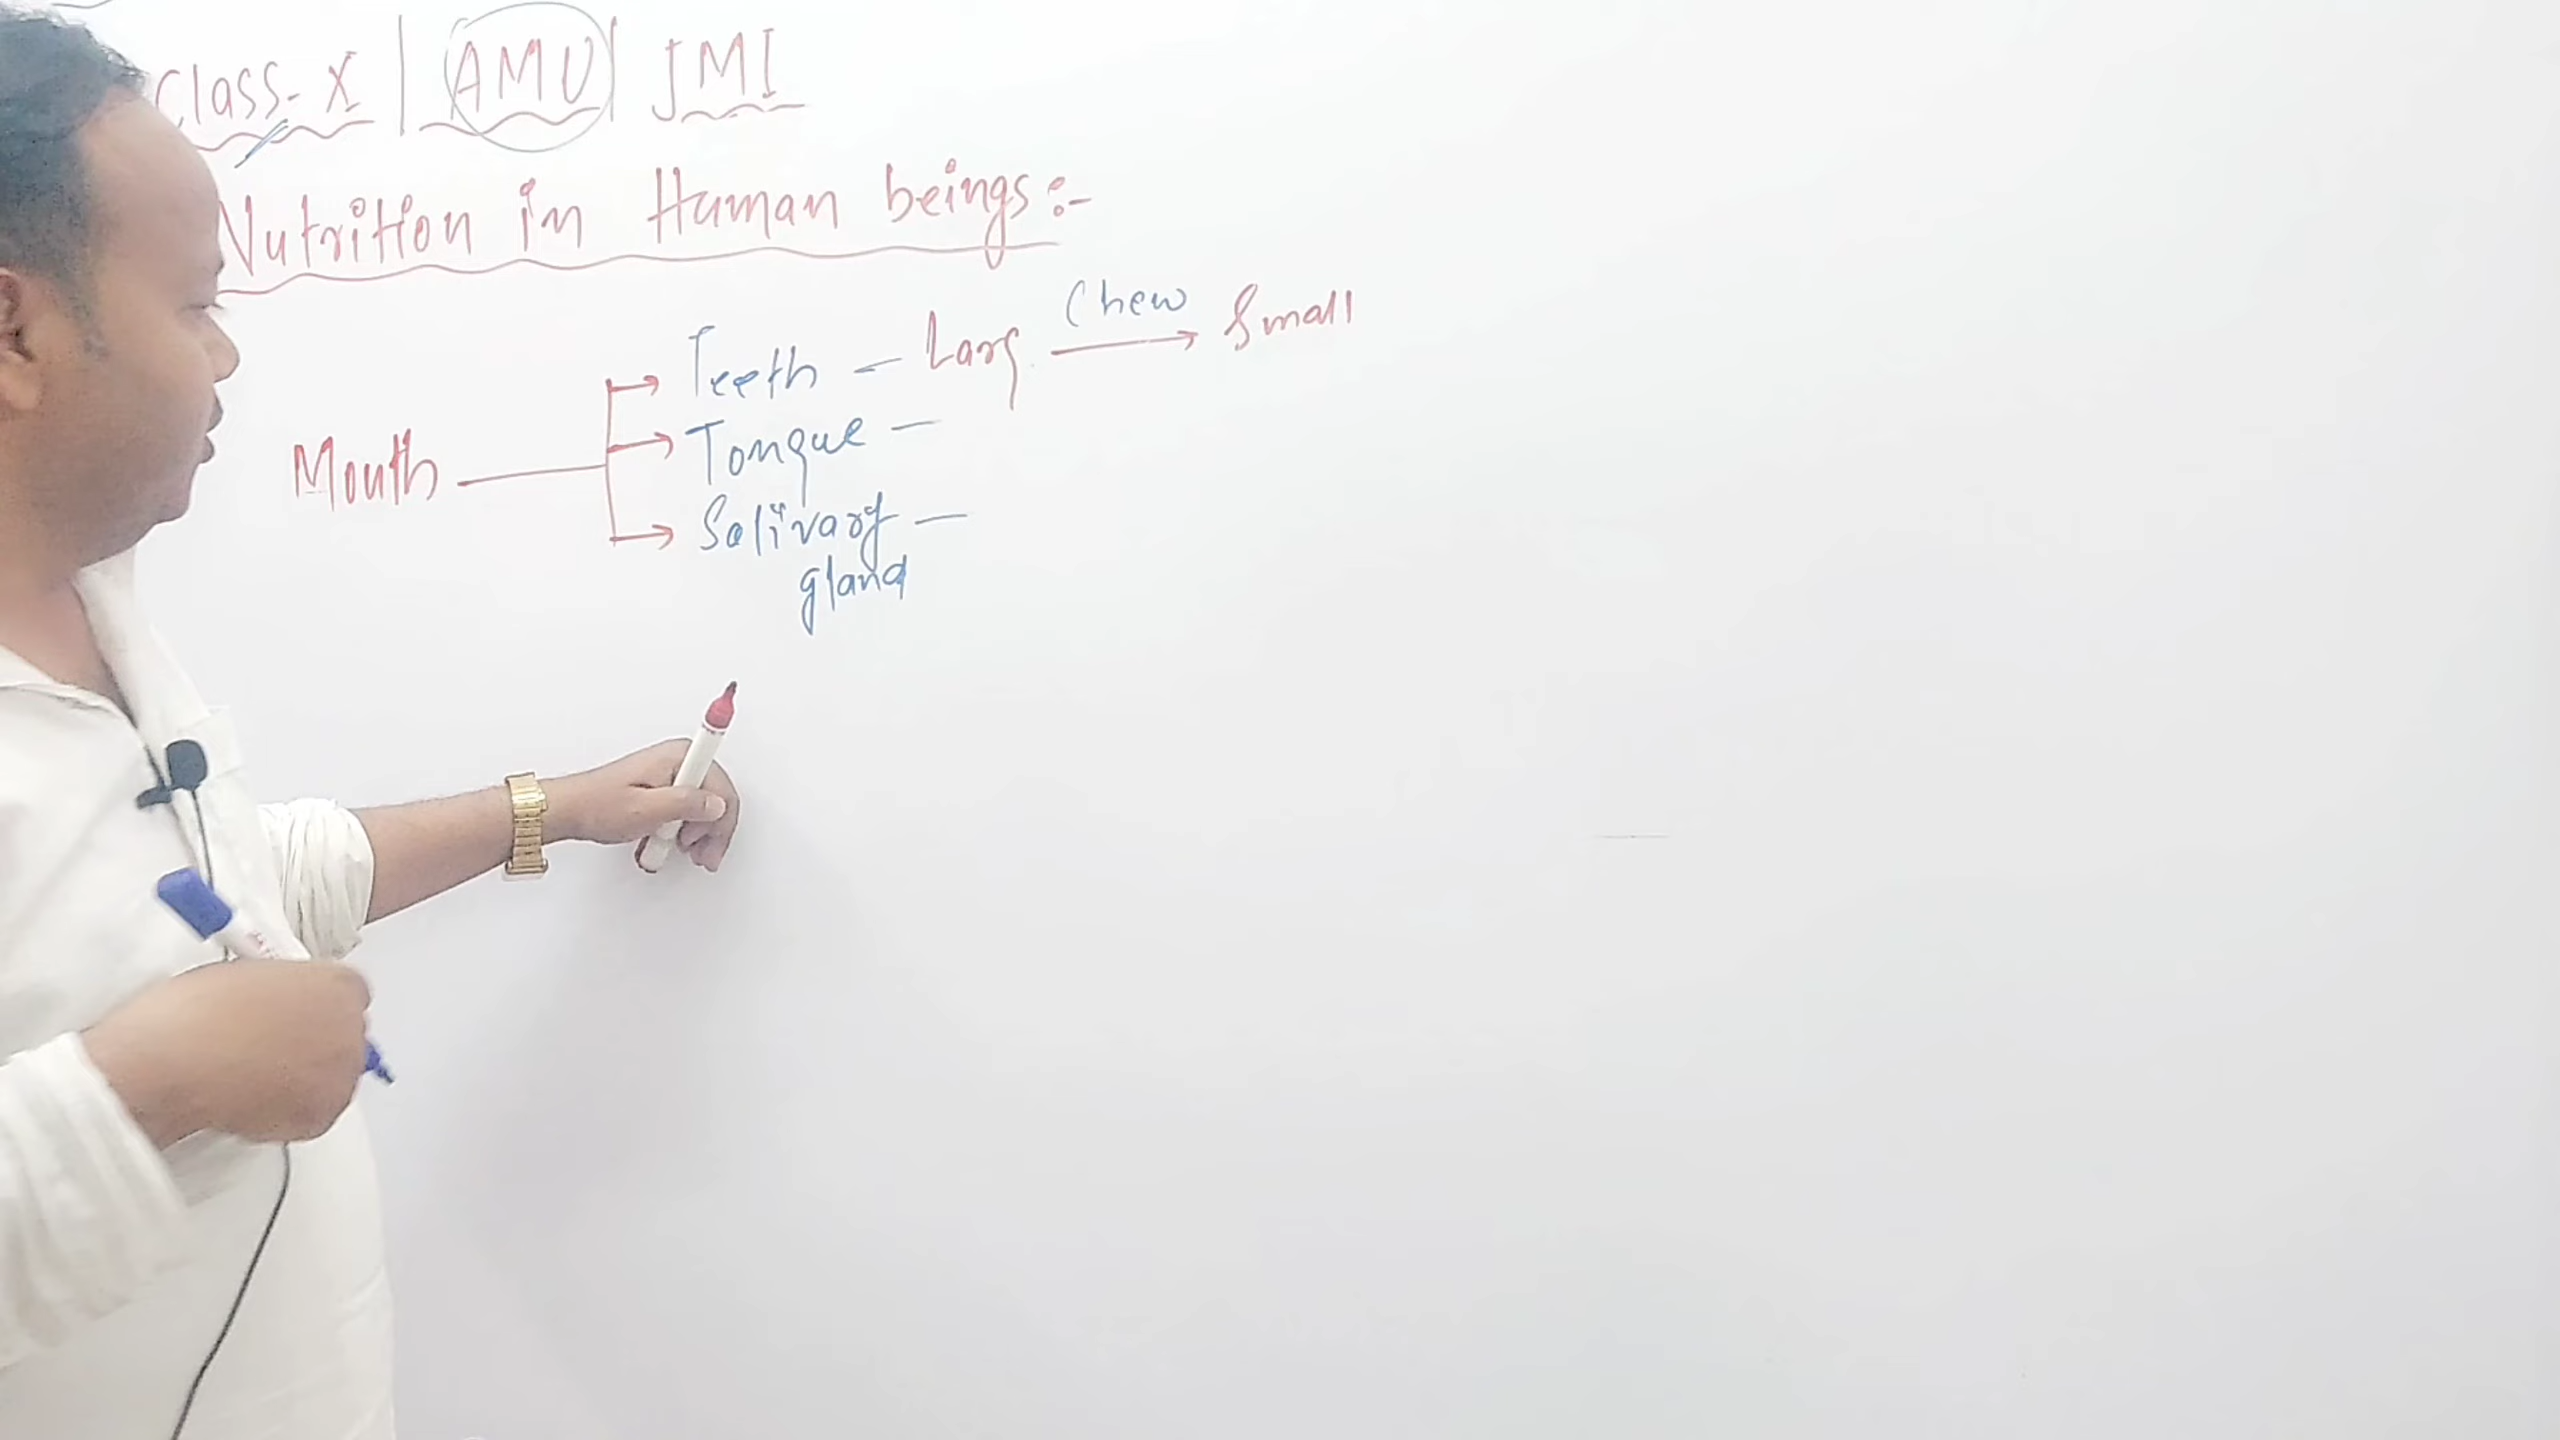 Class-X | AMU | JMI
Nutrition in Human beings:-
Mouth
Teeth - Larg
Chew
Small
Tongue -
Salivary -
gland